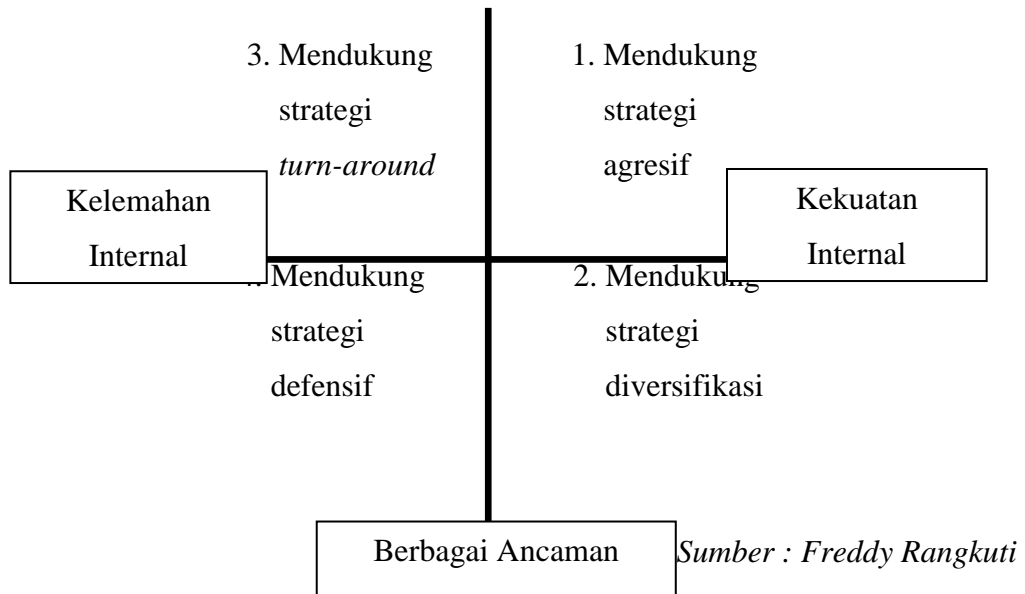 3. Mendukung
strategi
turn-around
1. Mendukung
strategi
agresif
Kelemahan
Internal
Kekuatan
Internal
Mendukung
strategi
defensif
2. Mendukung
strategi
diversifikasi
Berbagai Ancaman
Sumber : Freddy Rangkuti